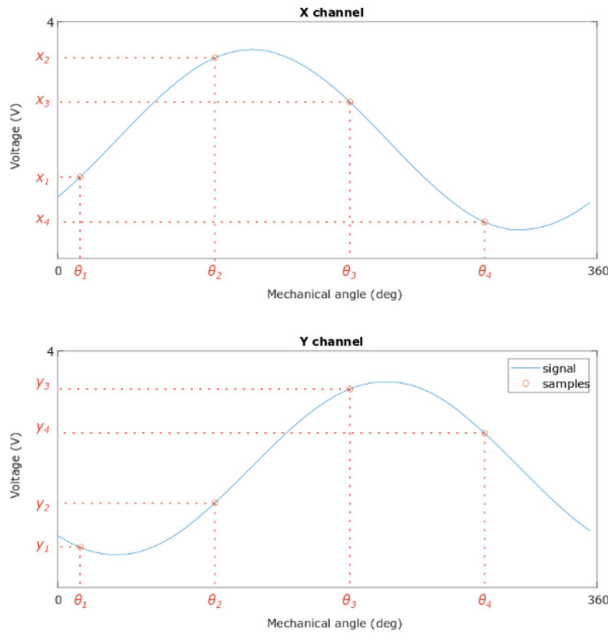 X channel
4
x2
x3
x1
x4
Voltage (V)
0 θ1 θ2 θ3 θ4 360
Mechanical angle (deg)
Y channel
4
signal
samples
y3
y4
y2
y1
Voltage (V)
0 θ1 θ2 θ3 θ4 360
Mechanical angle (deg)